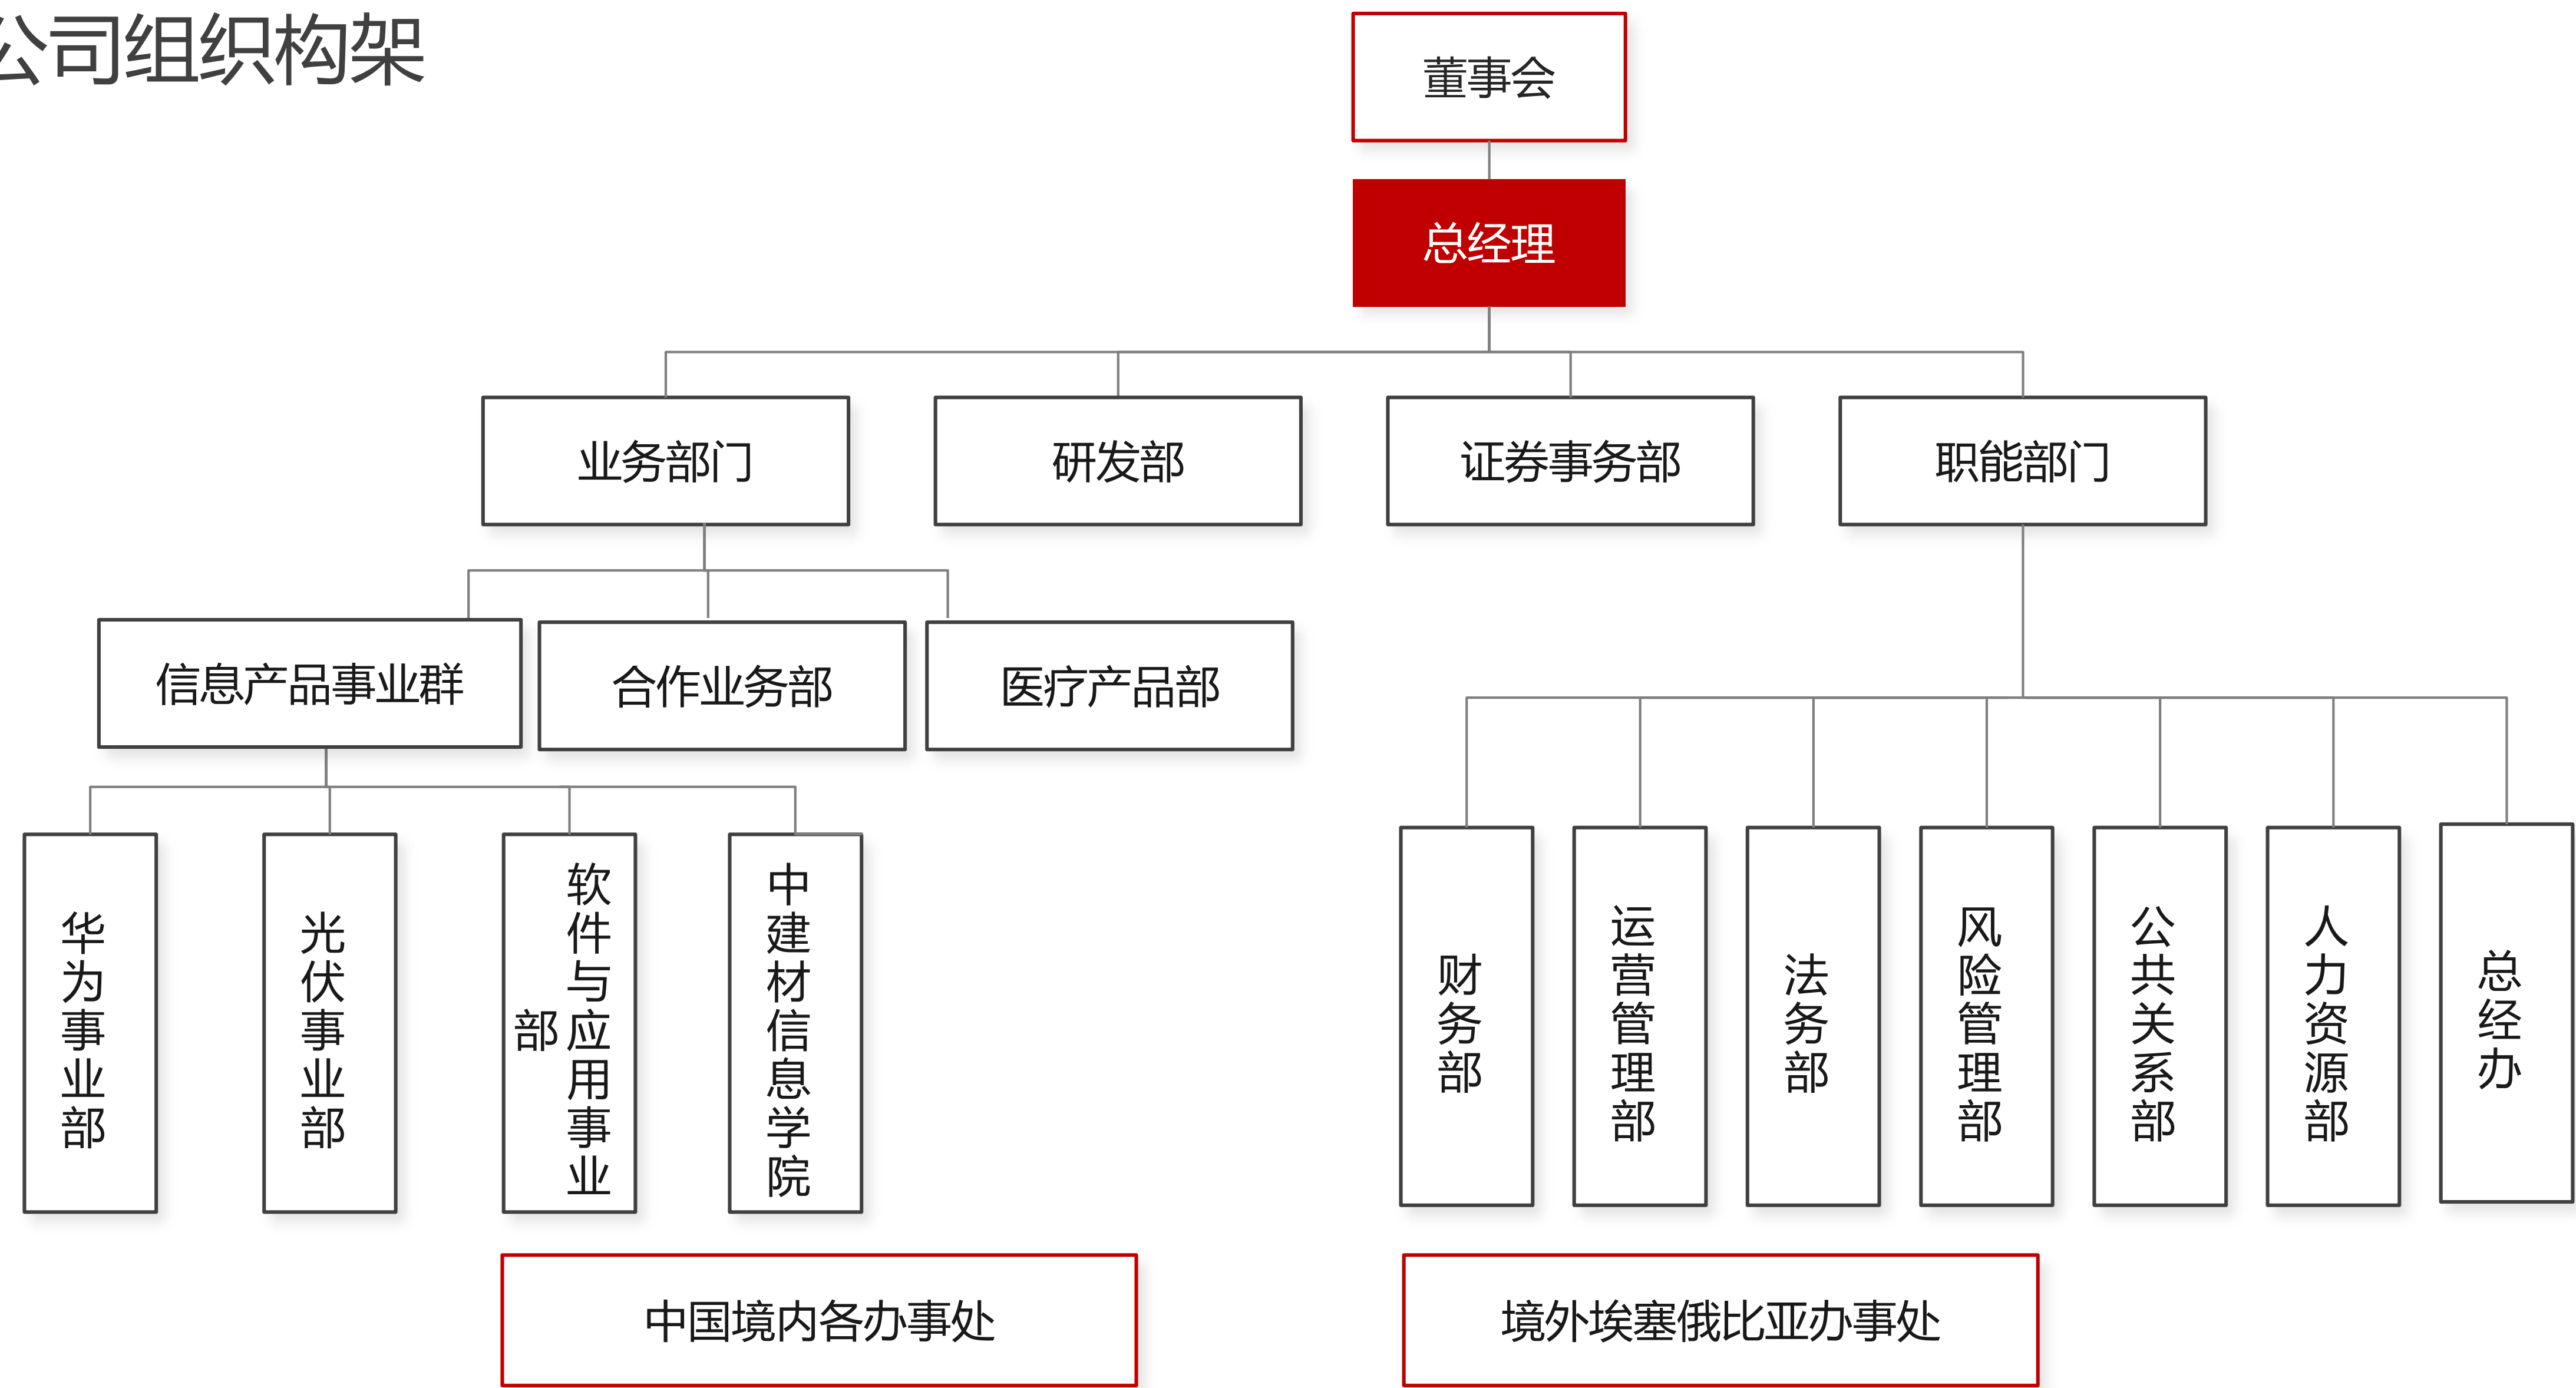 公司组织构架
董事会
总经理
业务部门
研发部
证券事务部
职能部门
信息产品事业群
合作业务部
医疗产品部
华为事业部
光伏事业部
软件与应用事业
部
中建材信息学院
财务部
运营管理部
法务部
风险管理部
公共关系部
人力资源部
总经办
中国境内各办事处
境外埃塞俄比亚办事处